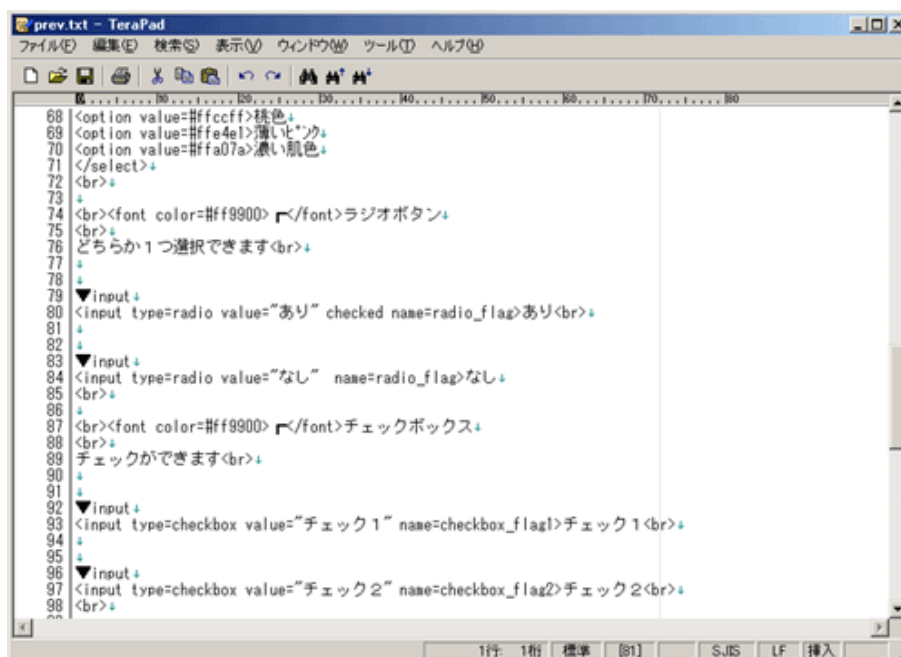 prev.txt - TeraPad
ファイル(F) 編集(E) 検索(S) 表示(V) ウィンドウ(W) ツール(T) ヘルプ(H)
0 10 20 30 40 50 60 70 80
68 <option value=#ffccff>桃色↓
69 <option value=#ffe4e1>薄いピンク↓
70 <option value=#ffa07a>濃い肌色↓
71 </select>↓
72 <br>↓
73 ↓
74 <br><font color=#ff9900>┏</font>ラジオボタン↓
75 <br>↓
76 どちらか1つ選択できます<br>↓
77 ↓
78 ↓
79 ▼input↓
80 <input type=radio value="あり" checked name=radio_flag>あり<br>↓
81 ↓
82 ↓
83 ▼input↓
84 <input type=radio value="なし"  name=radio_flag>なし↓
85 <br>↓
86 ↓
87 <br><font color=#ff9900>┏</font>チェックボックス↓
88 <br>↓
89 チェックができます<br>↓
90 ↓
91 ↓
92 ▼input↓
93 <input type=checkbox value="チェック1" name=checkbox_flag1>チェック1<br>↓
94 ↓
95 ↓
96 ▼input↓
97 <input type=checkbox value="チェック2" name=checkbox_flag2>チェック2<br>↓
98 <br>↓
1行: 1桁 標準 [81] SJIS LF 挿入